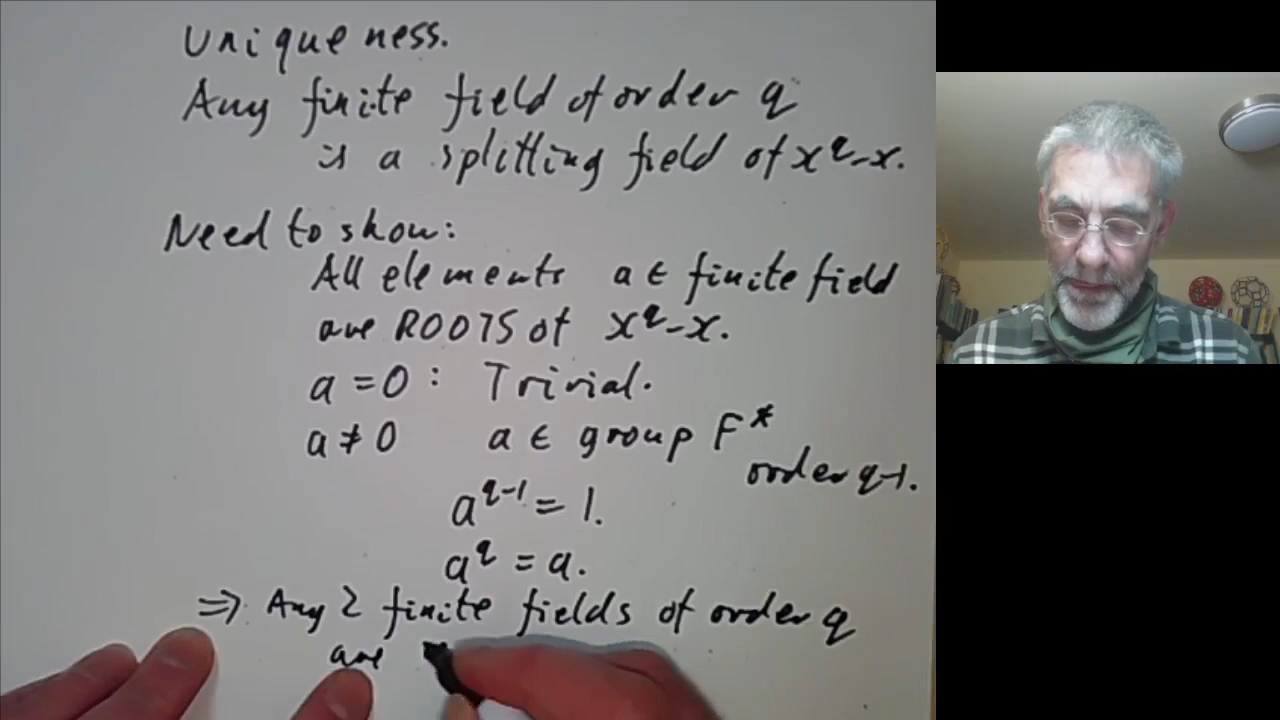 Uniqueness.
Any finite field of order q
is a splitting field of x^q-x.
Need to show:
All elements a ∈ finite field
are ROOTS of x^q-x.
a = 0 : Trivial.
a ≠ 0 a ∈ group F*
order q-1.
a^{q-1} = 1.
a^q = a.
⇒ Any 2 finite fields of order q
are